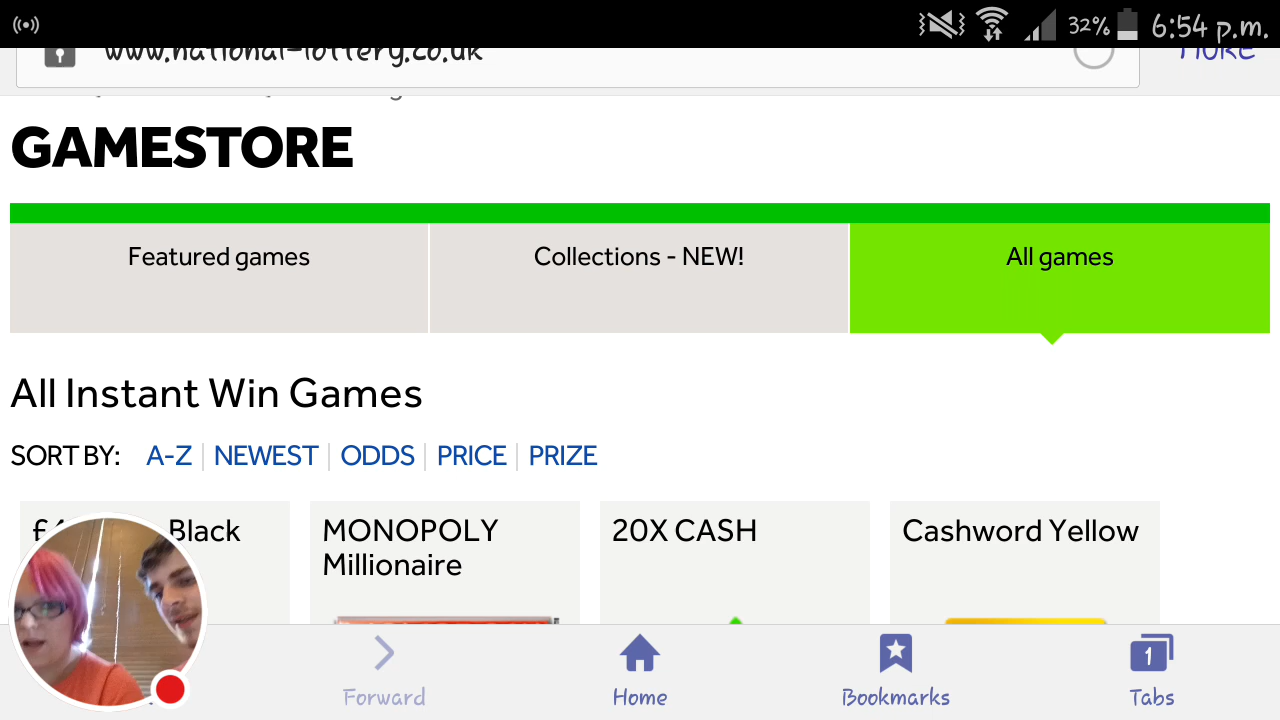 32% 6:54 p.m.
www.national-lottery.co.uk
MORE
GAMESTORE
Featured games
Collections - NEW!
All games
All Instant Win Games
SORT BY: A-Z NEWEST ODDS PRICE PRIZE
Black
MONOPOLY
Millionaire
20X CASH
Cashword Yellow
Forward
Home
Bookmarks
1
Tabs